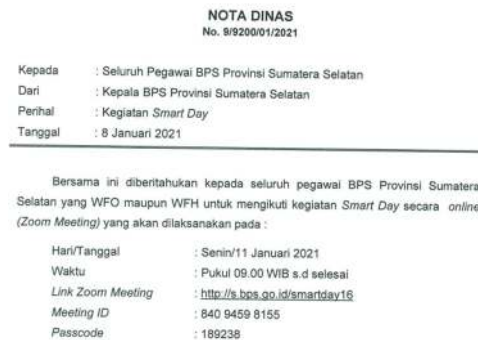 NOTA DINAS
No. 9/9200/01/2021
Kepada : Seluruh Pegawai BPS Provinsi Sumatera Selatan
Dari : Kepala BPS Provinsi Sumatera Selatan
Perihal : Kegiatan Smart Day
Tanggal : 8 Januari 2021
Bersama ini diberitahukan kepada seluruh pegawai BPS Provinsi Sumatera
Selatan yang WFO maupun WFH untuk mengikuti kegiatan Smart Day secara online
(Zoom Meeting) yang akan dilaksanakan pada :
Hari/Tanggal : Senin/11 Januari 2021
Waktu : Pukul 09.00 WIB s.d selesai
Link Zoom Meeting : http://s.bps.go.id/smartday16
Meeting ID : 840 9459 8155
Passcode : 189238